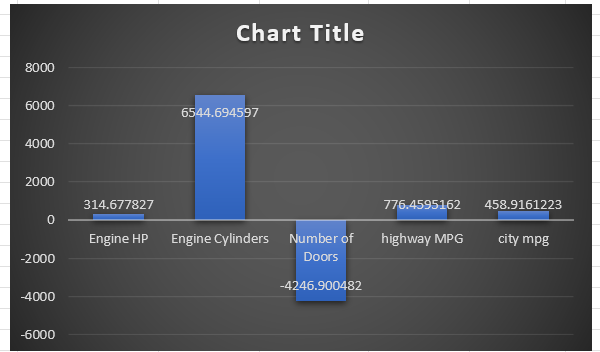 Chart Title
8000
6000
4000
2000
0
-2000
-4000
-6000
314.677827
6544.694597
-4246.900482
776.4595162
458.9161223
Engine HP
Engine Cylinders
Number of
Doors
highway MPG
city mpg